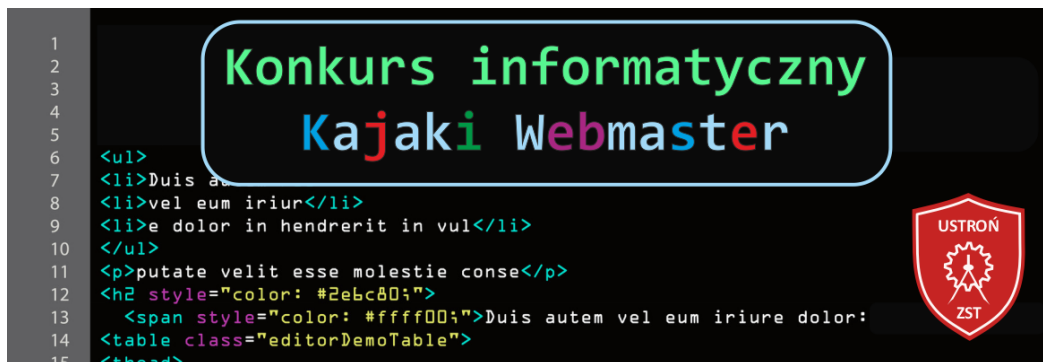 Konkurs informatyczny
Kajaki Webmaster
1
2
3
4
5
6 <ul>
7 <li>Duis au
8 <li>vel eum iriur</li>
9 <li>e dolor in hendrerit in vul</li>
10 </ul>
11 <p>putate velit esse molestie conse</p>
12 <h2 style="color: #2ebc80;">
13 <span style="color: #ffff00;">Duis autem vel eum iriure dolor:
14 <table class="editorDemoTable">
15 <thead>
USTROŃ
ZST